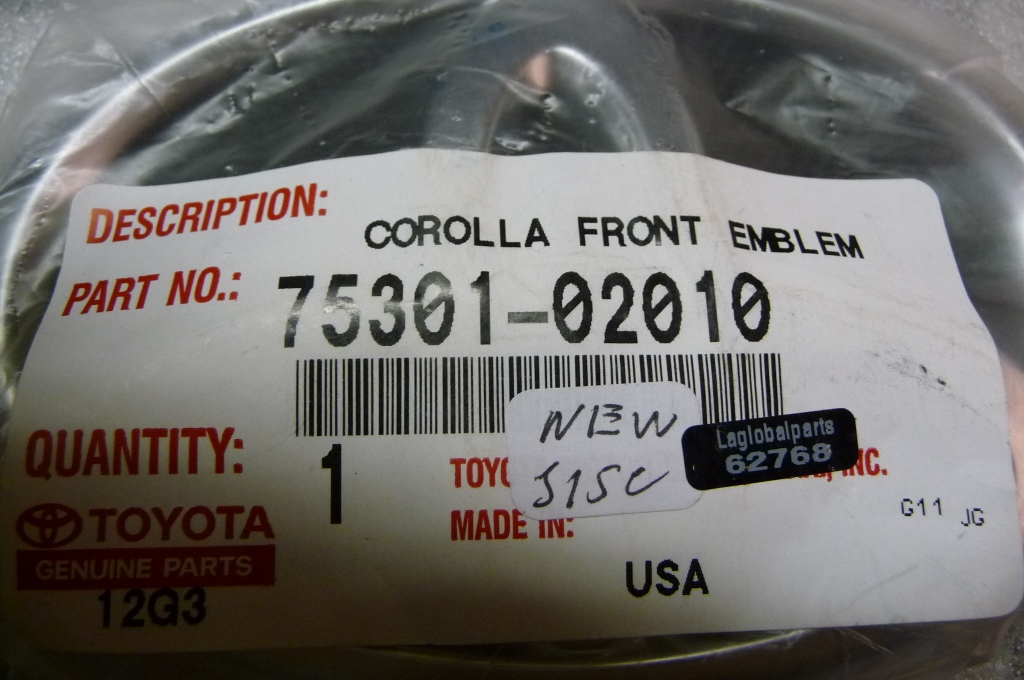 DESCRIPTION: COROLLA FRONT EMBLEM
PART NO.: 75301-02010
NEW
Laglobalparts
62768
QUANTITY: 1
INC.
MADE IN:
TOYOTA
GENUINE PARTS
G11 JG
USA
12G3